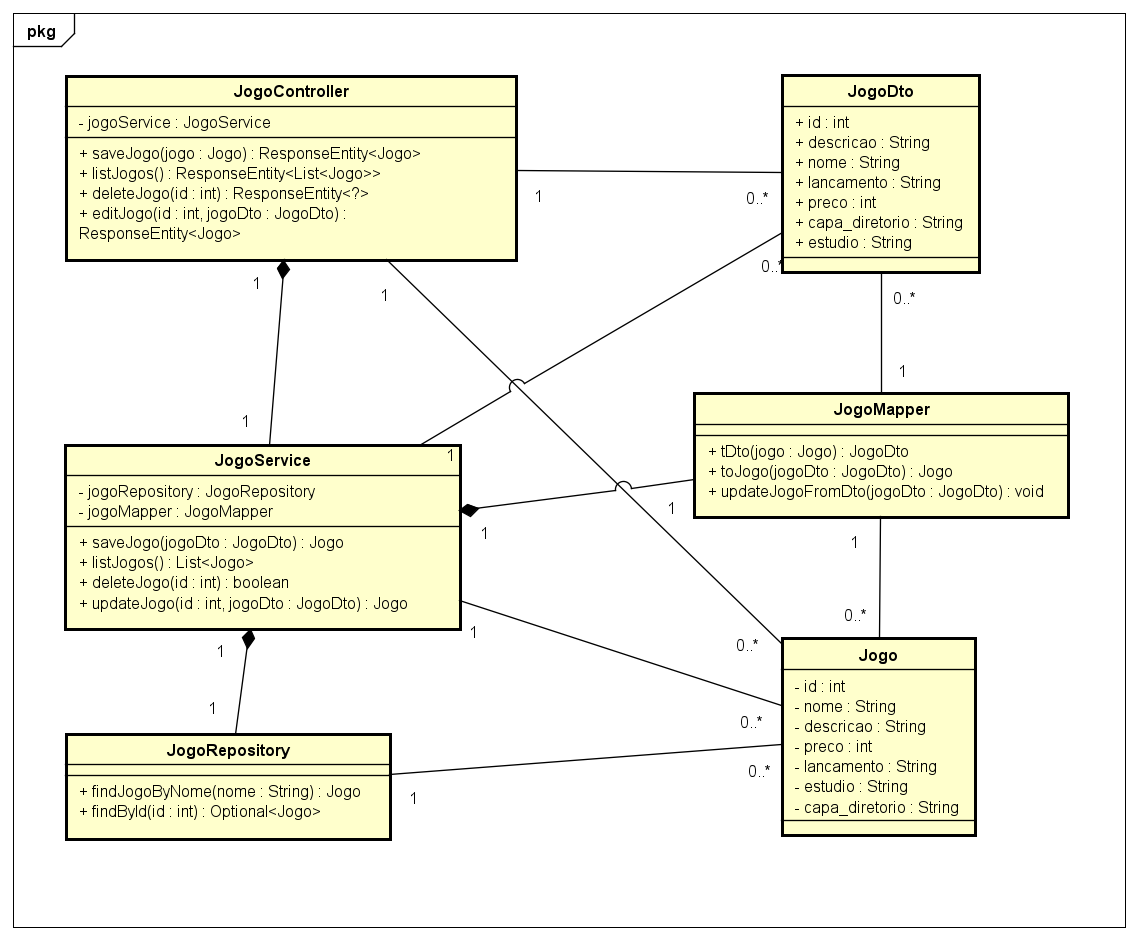 pkg
JogoController
- jogoService : JogoService
+ saveJogo(jogo : Jogo) : ResponseEntity<Jogo>
+ listJogos() : ResponseEntity<List<Jogo>>
+ deleteJogo(id : int) : ResponseEntity<?>
+ editJogo(id : int, jogoDto : JogoDto) :
ResponseEntity<Jogo>
JogoDto
+ id : int
+ descricao : String
+ nome : String
+ lancamento : String
+ preco : int
+ capa_diretorio : String
+ estudio : String
1
0..*
0..*
1
1
0..*
1
1
JogoMapper
+ tDto(jogo : Jogo) : JogoDto
+ toJogo(jogoDto : JogoDto) : Jogo
+ updateJogoFromDto(jogoDto : JogoDto) : void
1
JogoService
- jogoRepository : JogoRepository
- jogoMapper : JogoMapper
+ saveJogo(jogoDto : JogoDto) : Jogo
+ listJogos() : List<Jogo>
+ deleteJogo(id : int) : boolean
+ updateJogo(id : int, jogoDto : JogoDto) : Jogo
1
1
1
1
0..*
1
0..*
1
1
0..*
Jogo
- id : int
- nome : String
- descricao : String
- preco : int
- lancamento : String
- estudio : String
- capa_diretorio : String
JogoRepository
+ findJogoByNome(nome : String) : Jogo
+ findById(id : int) : Optional<Jogo>
0..*
1